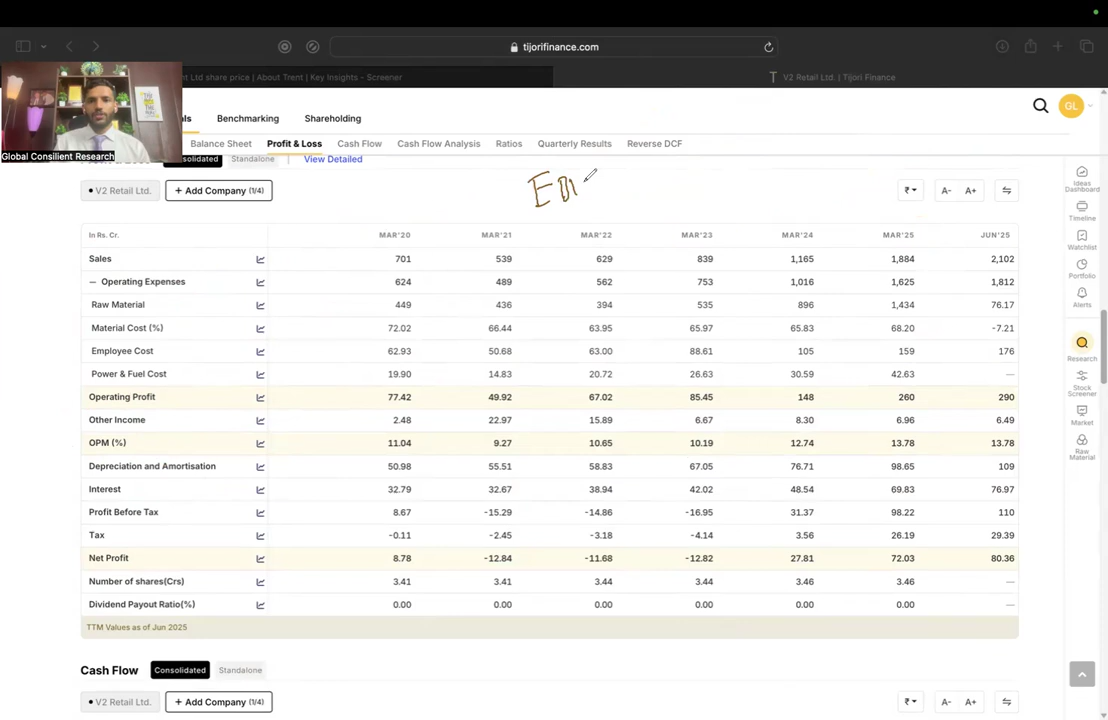 tijorifinance.com
nt Ltd share price | About Trent | Key Insights - Screener
V2 Retail Ltd. | Tijori Finance
als Benchmarking Shareholding
GL
Global Consilient Research
Balance Sheet Profit & Loss Cash Flow Cash Flow Analysis Ratios Quarterly Results Reverse DCF
onsolidated Standalone View Detailed
V2 Retail Ltd. + Add Company (1/4) ₹ A- A+
In Rs. Cr. MAR'20 MAR'21 MAR'22 MAR'23 MAR'24 MAR'25 JUN'25
Sales 701 539 629 839 1,165 1,884 2,102
— Operating Expenses 624 489 562 753 1,016 1,625 1,812
Raw Material 449 436 394 535 896 1,434 76.17
Material Cost (%) 72.02 66.44 63.95 65.97 65.83 68.20 -7.21
Employee Cost 62.93 50.68 63.00 88.61 105 159 176
Power & Fuel Cost 19.90 14.83 20.72 26.63 30.59 42.63 —
Operating Profit 77.42 49.92 67.02 85.45 148 260 290
Other Income 2.48 22.97 15.89 6.67 8.30 6.96 6.49
OPM (%) 11.04 9.27 10.65 10.19 12.74 13.78 13.78
Depreciation and Amortisation 50.98 55.51 58.83 67.05 76.71 98.65 109
Interest 32.79 32.67 38.94 42.02 48.54 69.83 76.97
Profit Before Tax 8.67 -15.29 -14.86 -16.95 31.37 98.22 110
Tax -0.11 -2.45 -3.18 -4.14 3.56 26.19 29.39
Net Profit 8.78 -12.84 -11.68 -12.82 27.81 72.03 80.36
Number of shares(Crs) 3.41 3.41 3.44 3.44 3.46 3.46 —
Dividend Payout Ratio(%) 0.00 0.00 0.00 0.00 0.00 0.00 —
TTM Values as of Jun 2025
Cash Flow Consolidated Standalone
V2 Retail Ltd. + Add Company (1/4) ₹ A- A+
Ideas Dashboard
Timeline
Watchlist
Portfolio
Alerts
Research
Stock Screener
Market
Raw Material